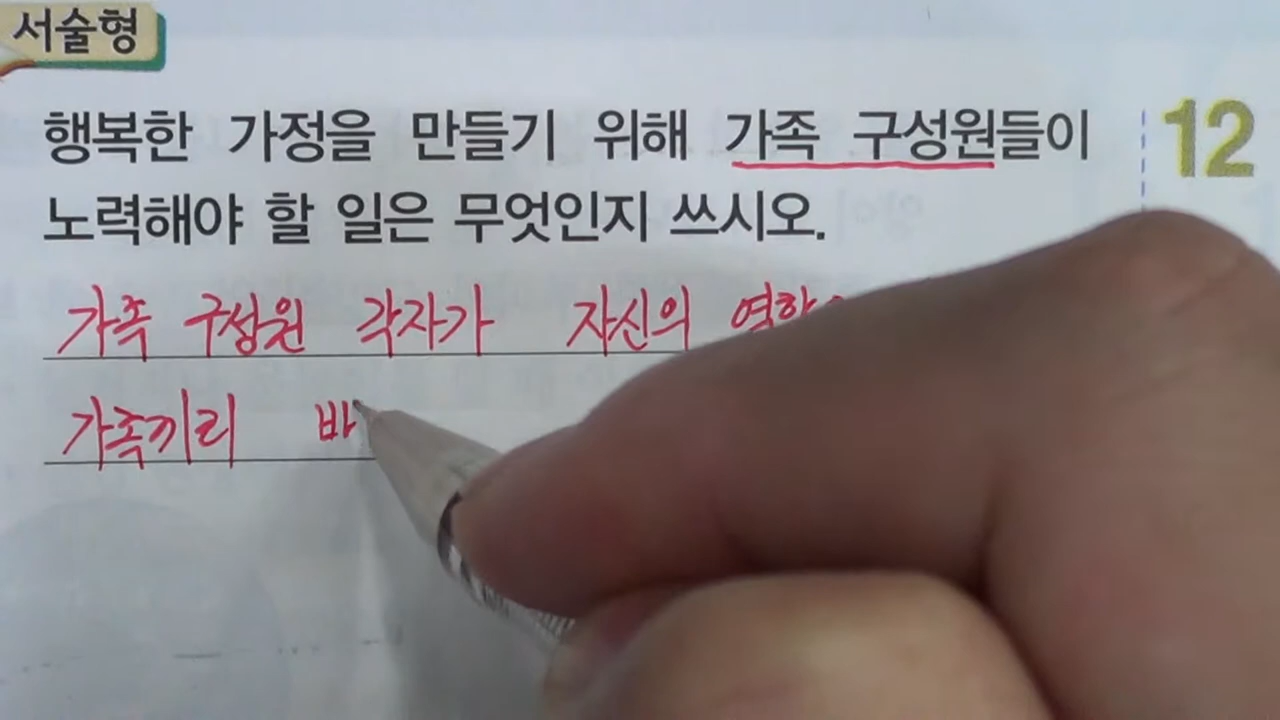 서술형
행복한 가정을 만들기 위해 가족 구성원들이
노력해야 할 일은 무엇인지 쓰시오.
12
가족 구성원 각자가 자신의
가족끼리 바